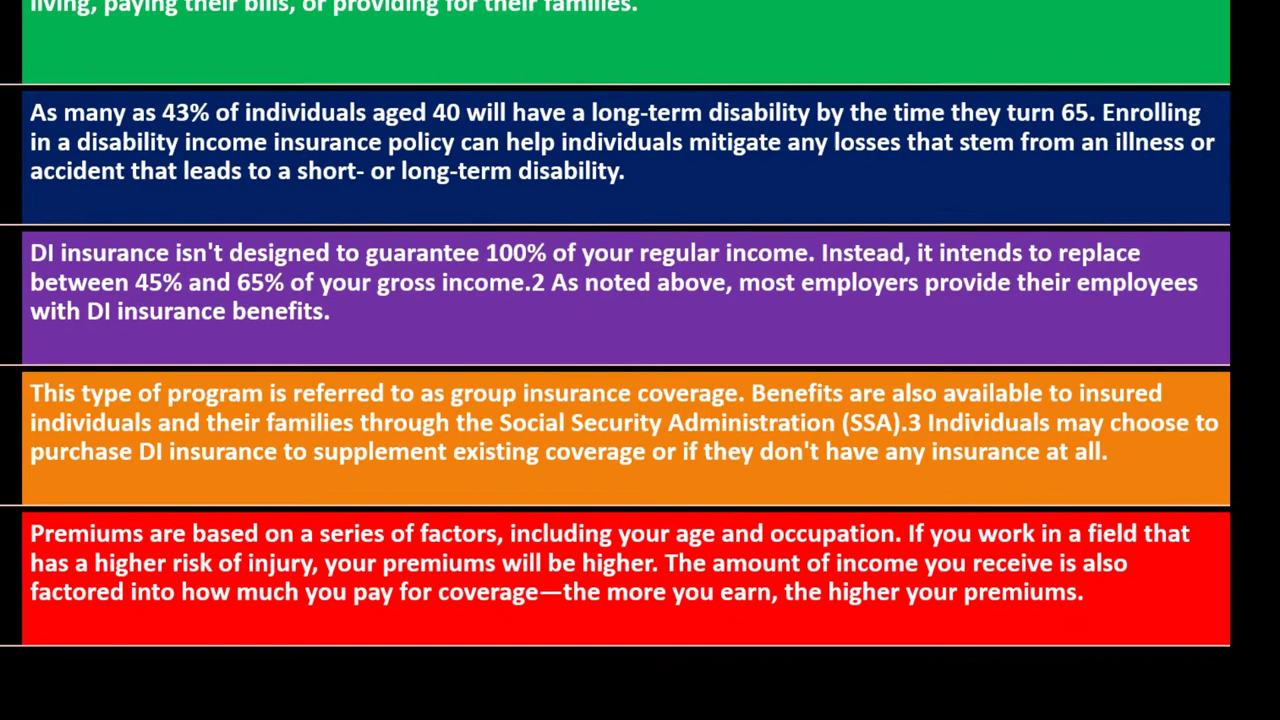 living, paying their bills, or providing for their families.
As many as 43% of individuals aged 40 will have a long-term disability by the time they turn 65. Enrolling
in a disability income insurance policy can help individuals mitigate any losses that stem from an illness or
accident that leads to a short- or long-term disability.
DI insurance isn't designed to guarantee 100% of your regular income. Instead, it intends to replace
between 45% and 65% of your gross income.2 As noted above, most employers provide their employees
with DI insurance benefits.
This type of program is referred to as group insurance coverage. Benefits are also available to insured
individuals and their families through the Social Security Administration (SSA).3 Individuals may choose to
purchase DI insurance to supplement existing coverage or if they don't have any insurance at all.
Premiums are based on a series of factors, including your age and occupation. If you work in a field that
has a higher risk of injury, your premiums will be higher. The amount of income you receive is also
factored into how much you pay for coverage—the more you earn, the higher your premiums.